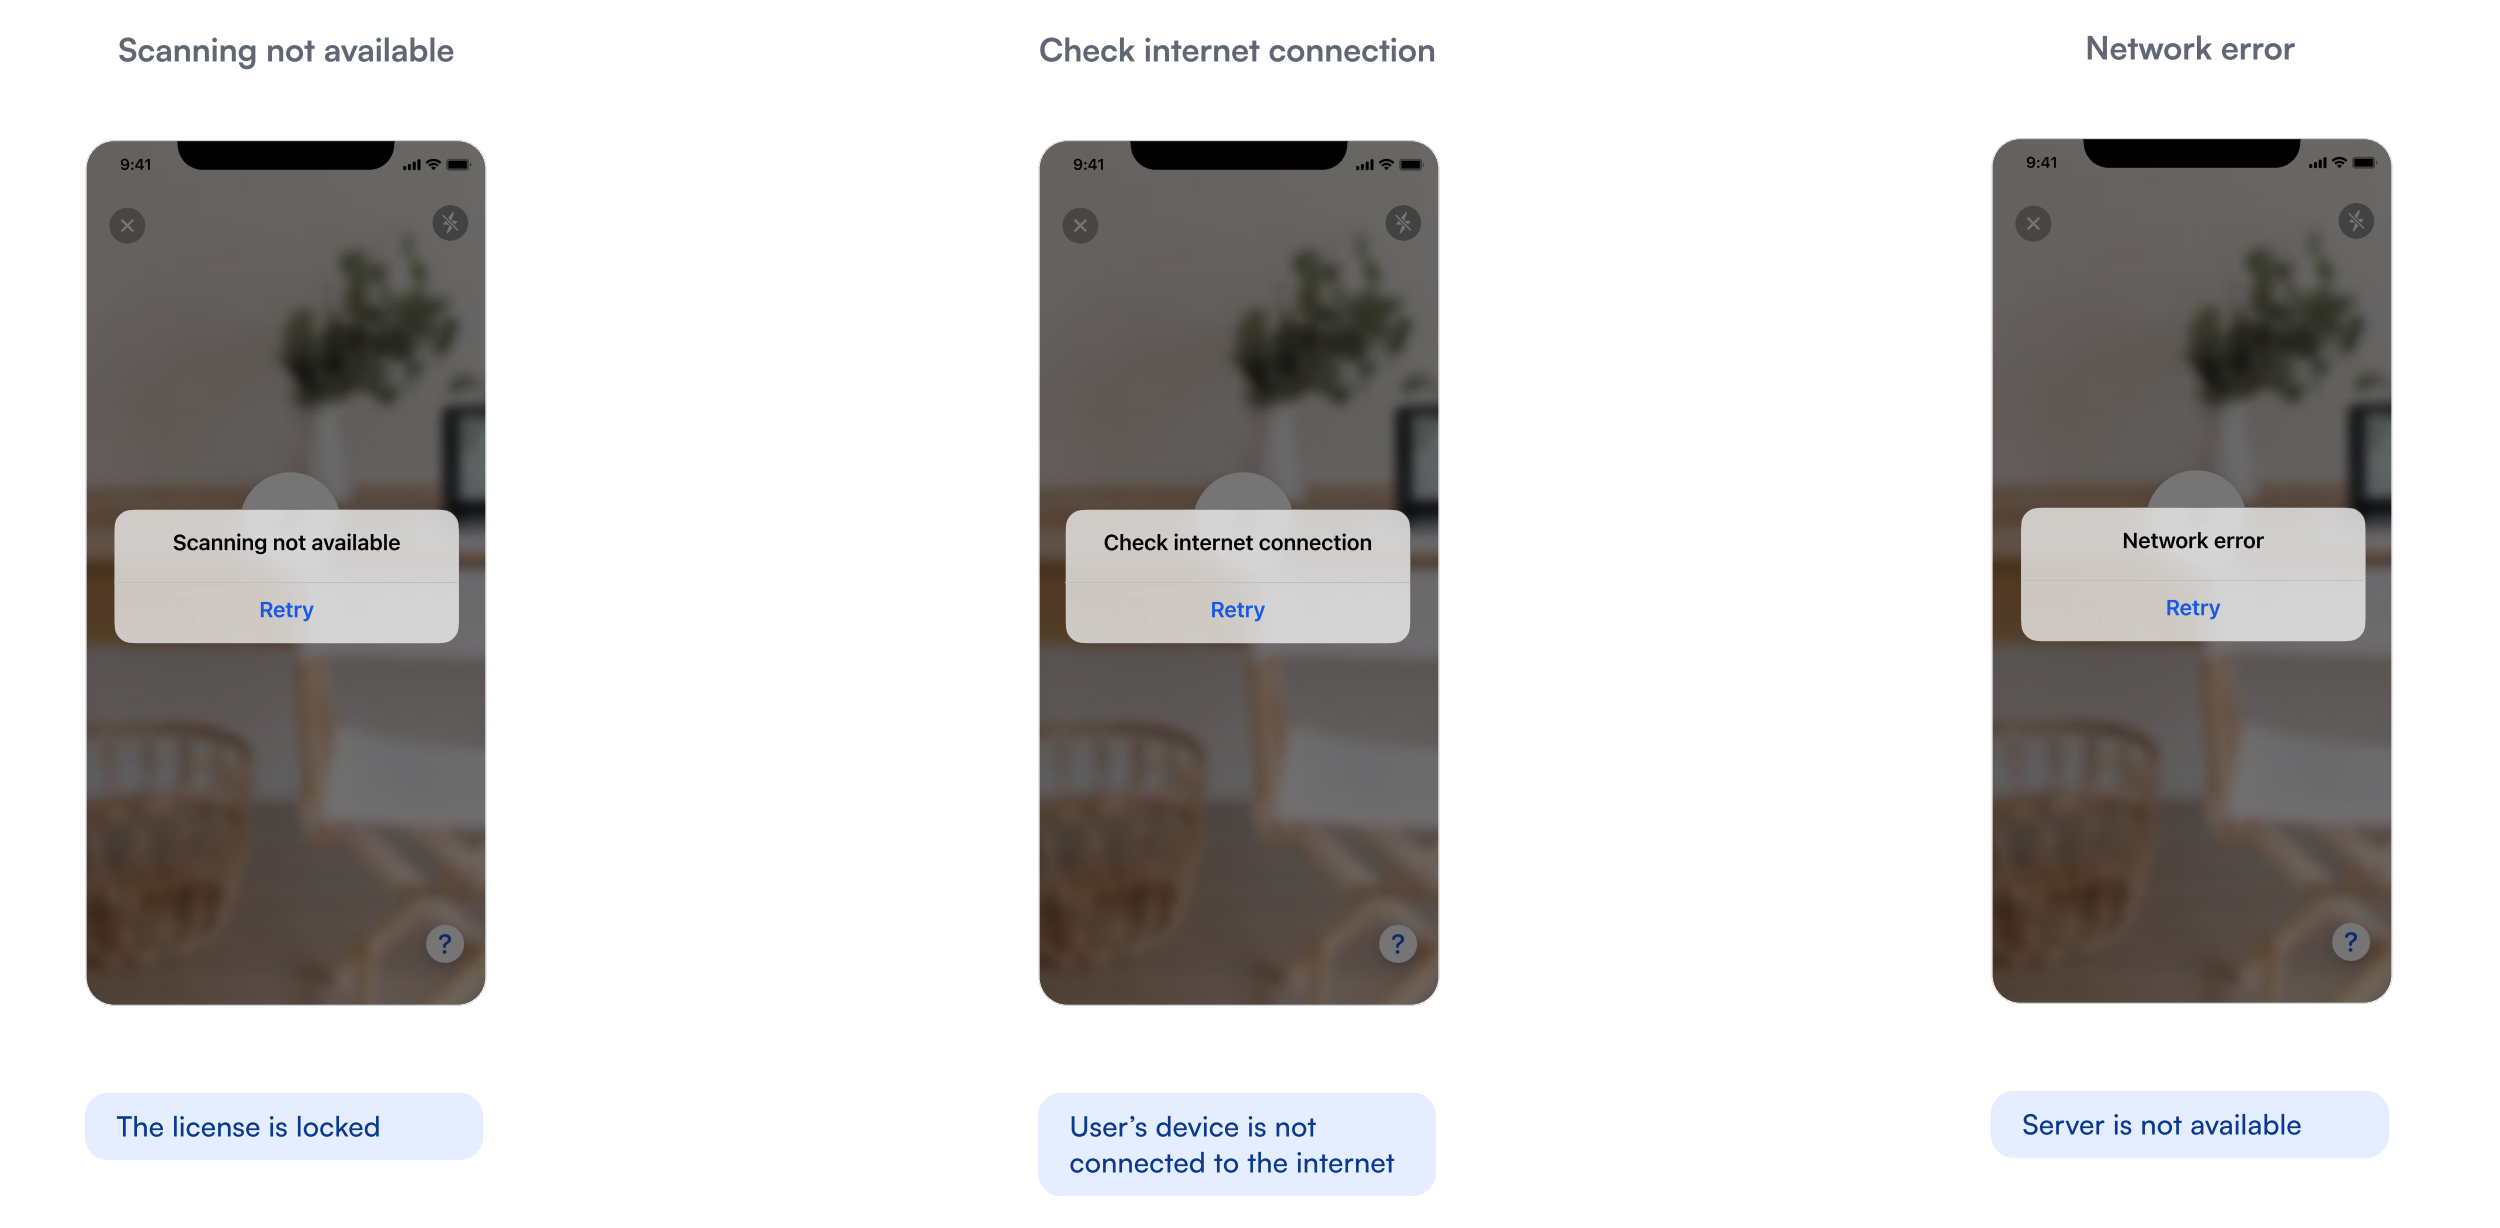 Scanning not available
Check internet connection
Network error
9:41
9:41
9:41
Scanning not available
Retry
Check internet connection
Retry
Network error
Retry
?
?
?
The license is locked
User’s device is not
connected to the internet
Server is not available